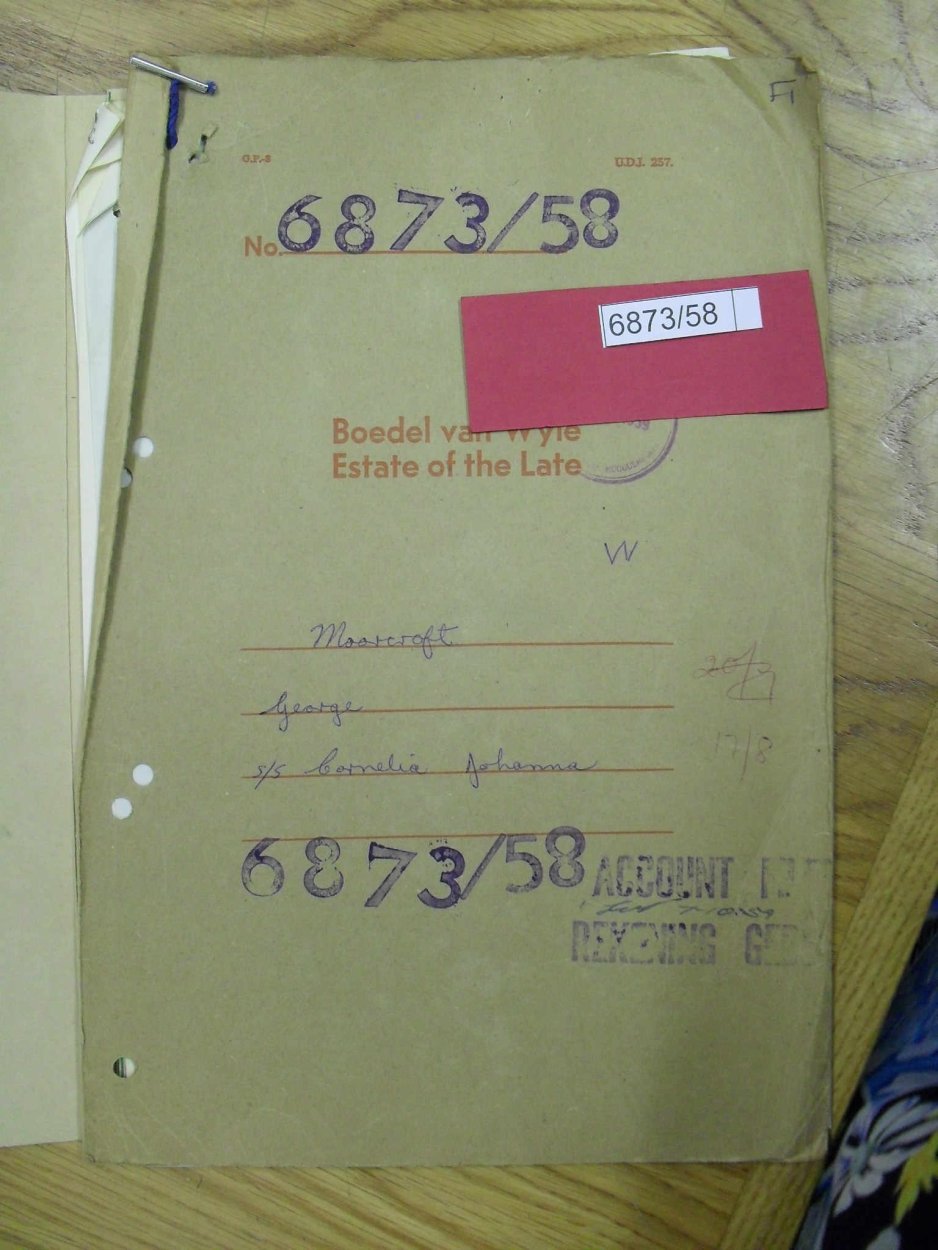 G.P.-S U.D.J. 257.
No. 6873/58
6873/58
Boedel van Wyle
Estate of the Late
W
Moorcroft
George
s/s Cornelia Johanna
17/8
6873/58
ACCOUNT
REKENING